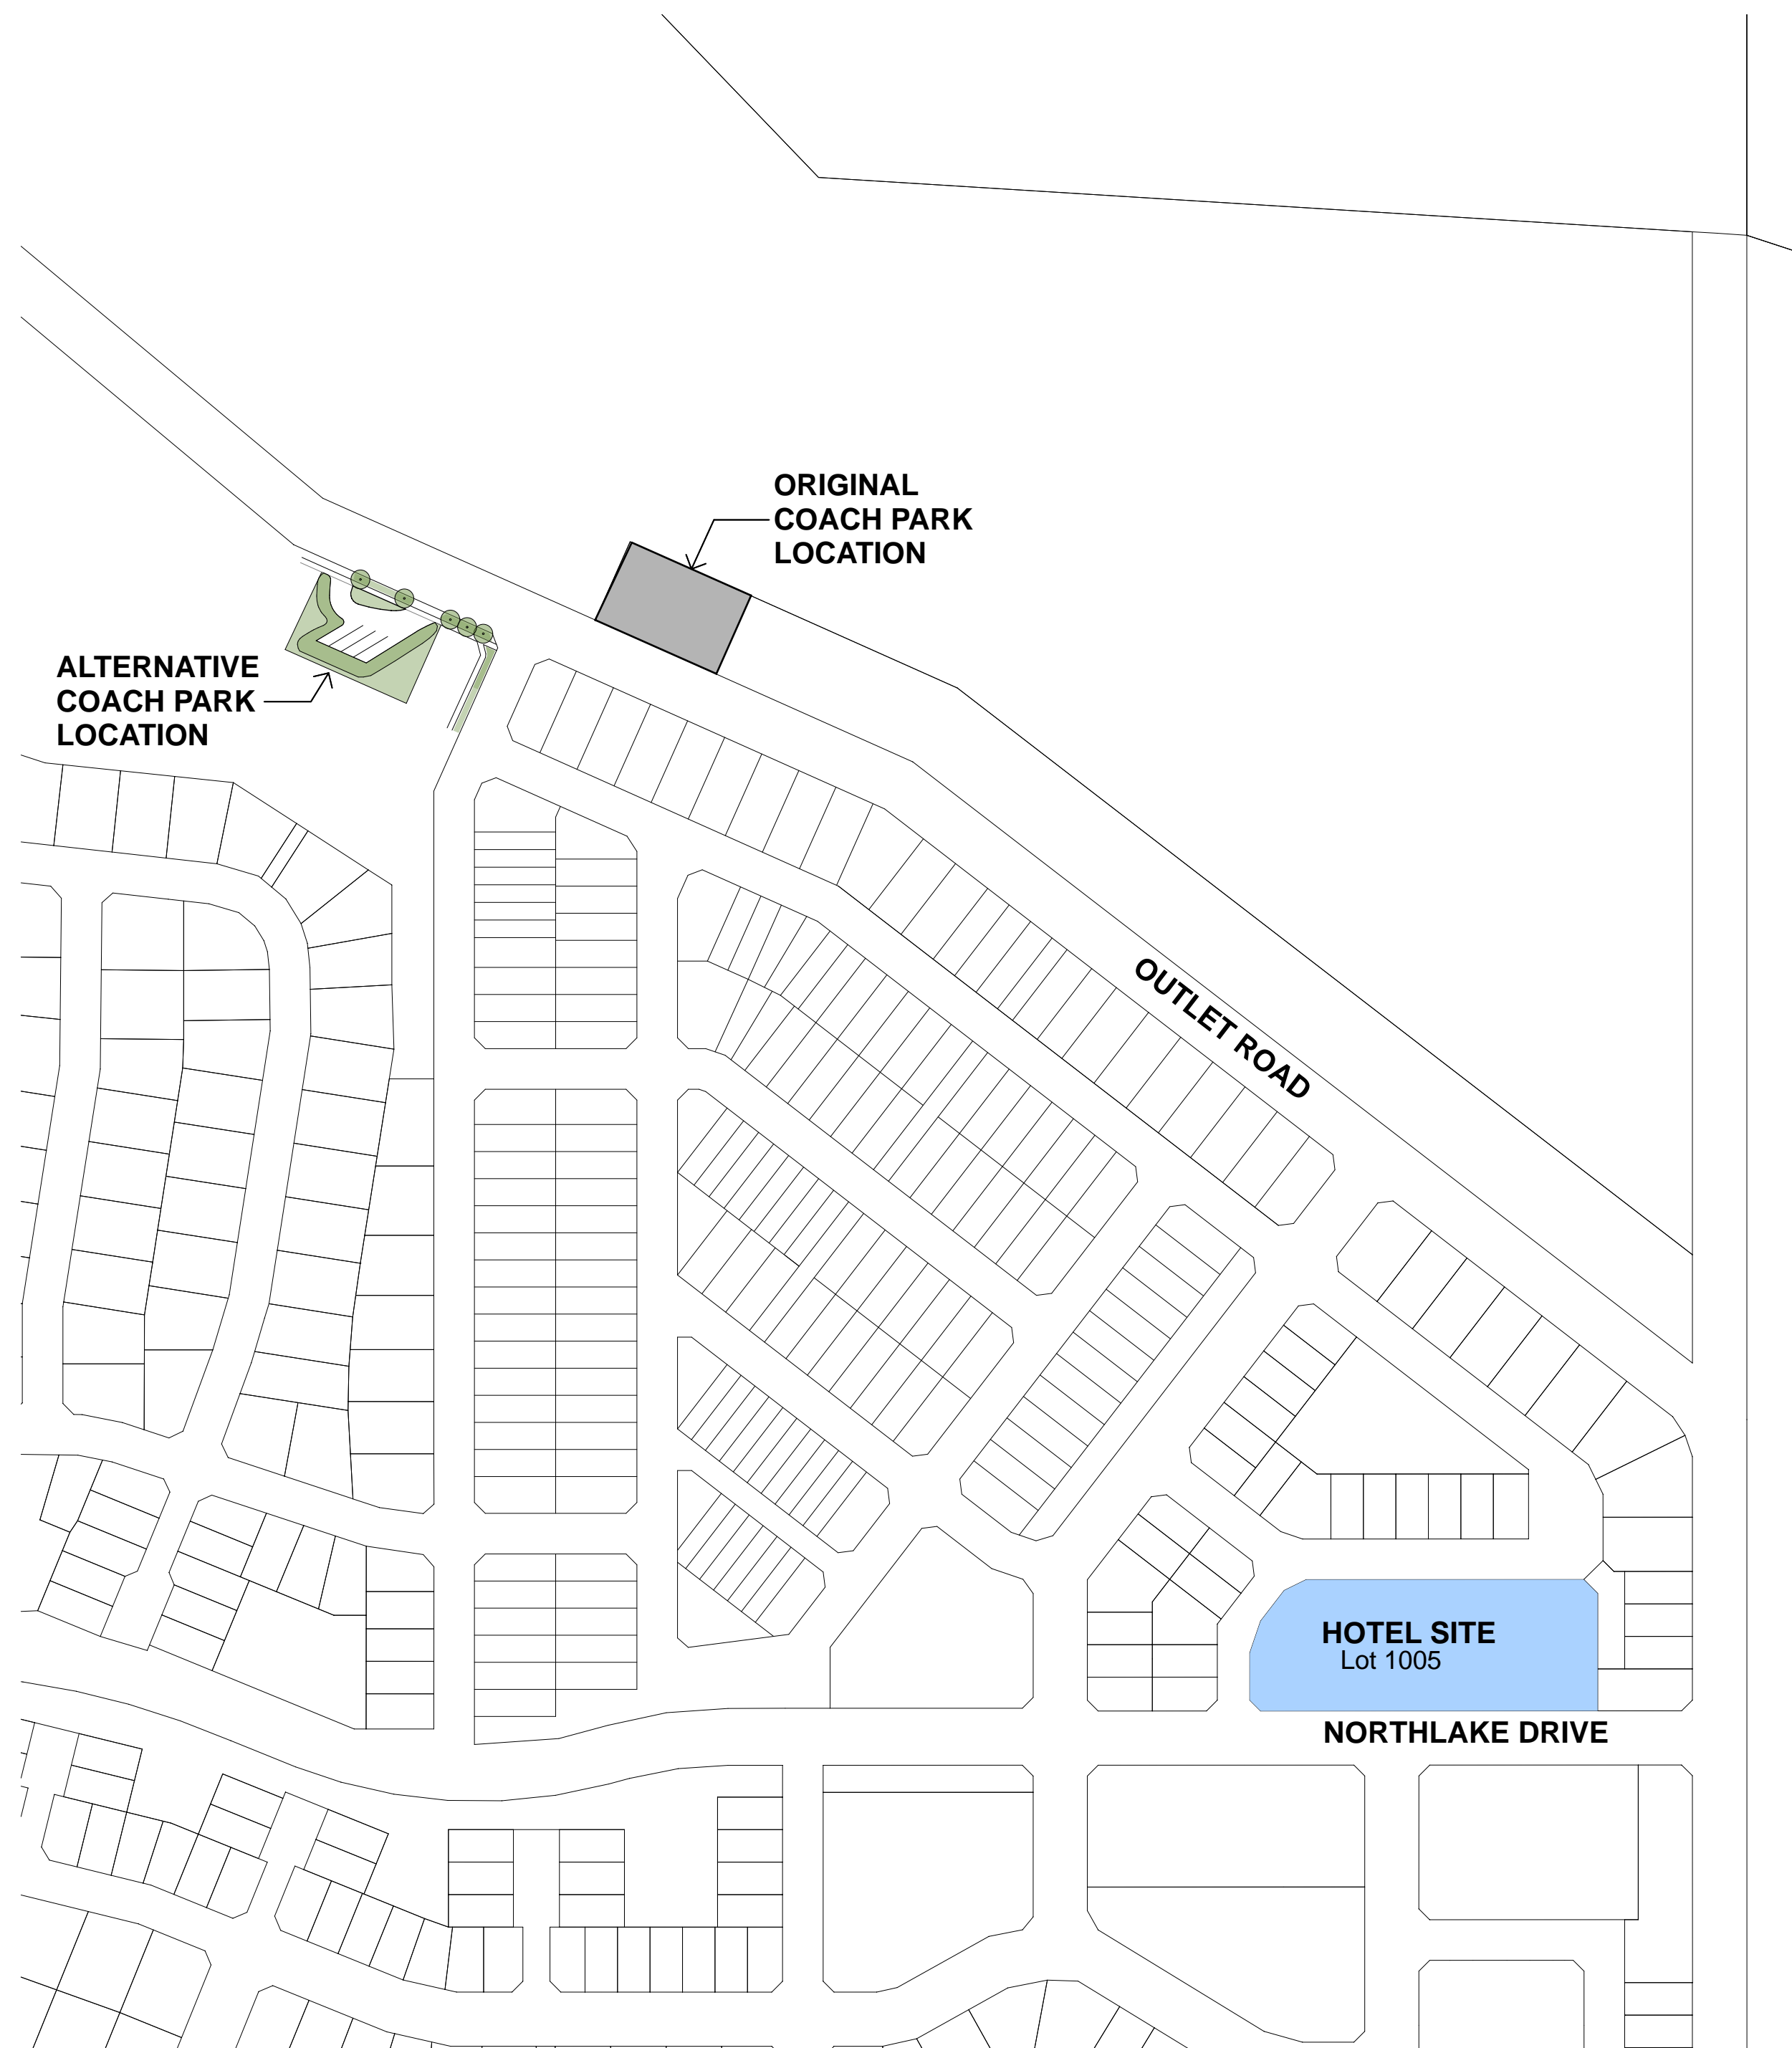 ORIGINAL
COACH PARK
LOCATION
ALTERNATIVE
COACH PARK
LOCATION
OUTLET ROAD
HOTEL SITE
Lot 1005
NORTHLAKE DRIVE